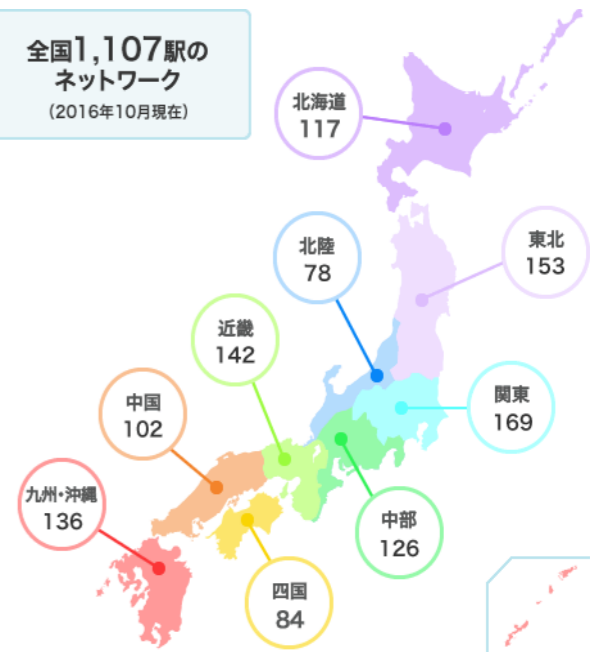 全国1,107駅の
ネットワーク
（2016年10月現在）
北海道
117
東北
153
北陸
78
近畿
142
関東
169
中国
102
九州・沖縄
136
中部
126
四国
84